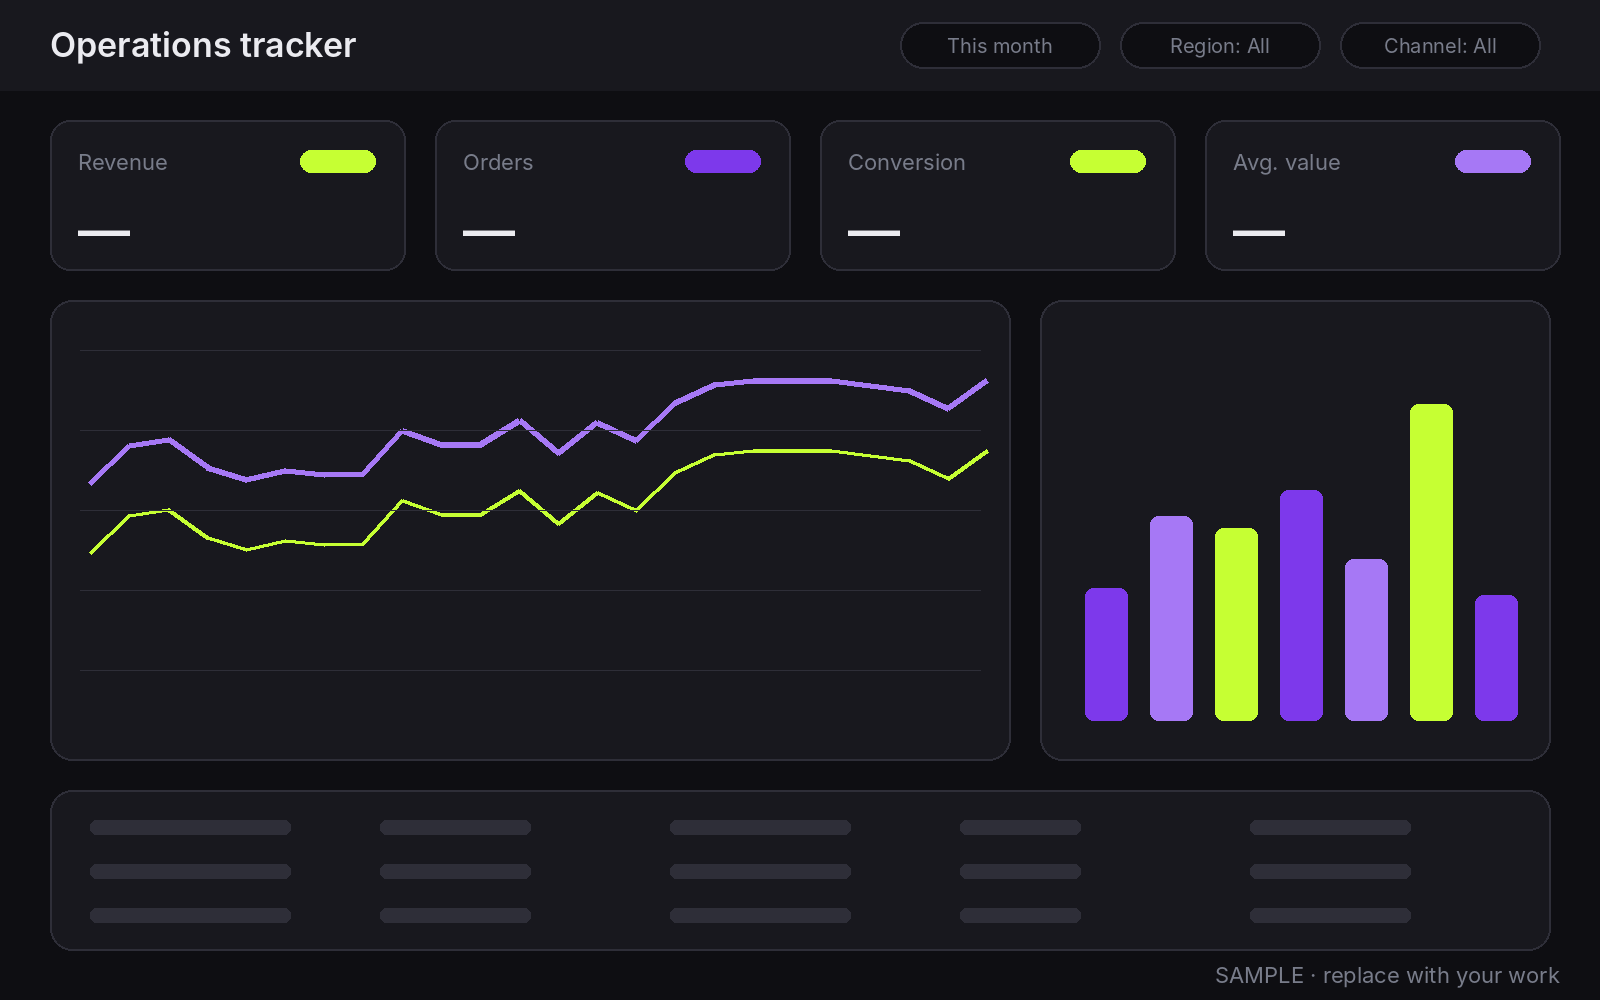 Operations tracker
This month
Region: All
Channel: All
Revenue
Orders
Conversion
Avg. value
SAMPLE · replace with your work